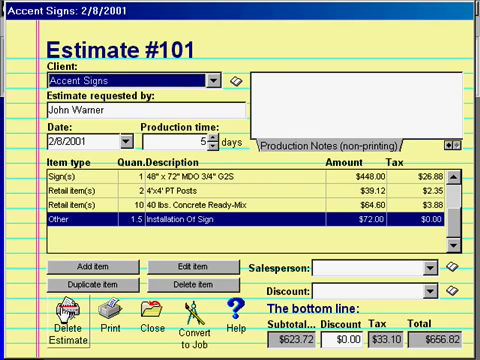 Accent Signs: 2/8/2001
Estimate #101
Client:
Accent Signs
Estimate requested by:
John Warner
Date: Production time:
2/8/2001 5 days
Production Notes (non-printing)
Item type Quan. Description Amount Tax
Sign(s) 1 48" x 72" MDO 3/4" G2S $448.00 $26.88
Retail item(s) 2 4'x4' PT Posts $39.12 $2.35
Retail item(s) 10 40 lbs. Concrete Ready-Mix $64.60 $3.88
Other 1.5 Installation Of Sign $72.00 $0.00
Add item Edit item Salesperson:
Duplicate item Delete item Discount:
The bottom line:
Delete Estimate Print Close Convert to Job Help
Subtotal... Discount Tax Total
$623.72 $0.00 $33.10 $656.82